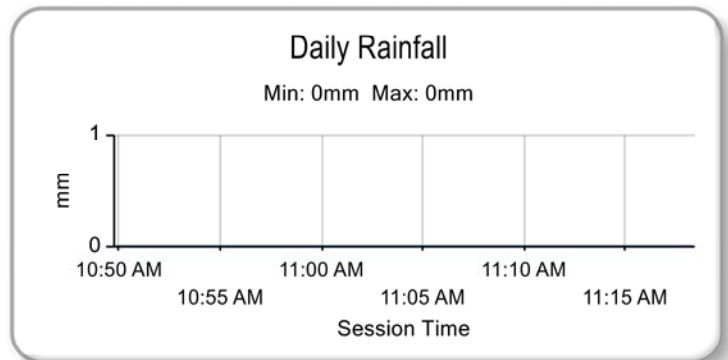 Daily Rainfall
Min: 0mm  Max: 0mm
1
mm
0
10:50 AM 11:00 AM 11:10 AM
10:55 AM 11:05 AM 11:15 AM
Session Time